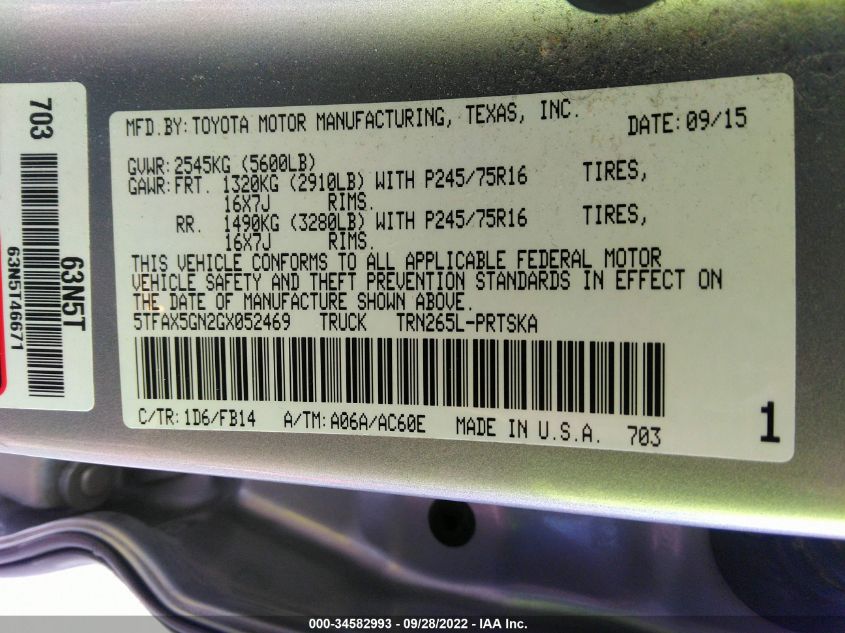 703
63N5T
63N5T46671
MFD.BY:TOYOTA MOTOR MANUFACTURING, TEXAS, INC. DATE:09/15
GVWR:2545KG (5600LB)
GAWR:FRT. 1320KG (2910LB) WITH P245/75R16 TIRES,
16X7J RIMS.
RR. 1490KG (3280LB) WITH P245/75R16 TIRES,
16X7J RIMS.
THIS VEHICLE CONFORMS TO ALL APPLICABLE FEDERAL MOTOR
VEHICLE SAFETY AND THEFT PREVENTION STANDARDS IN EFFECT ON
THE DATE OF MANUFACTURE SHOWN ABOVE.
5TFAX5GN2GX052469 TRUCK TRN265L-PRTSKA
C/TR:1D6/FB14 A/TM:A06A/AC60E MADE IN U.S.A. 703 1
000-34582993 - 09/28/2022 - IAA Inc.